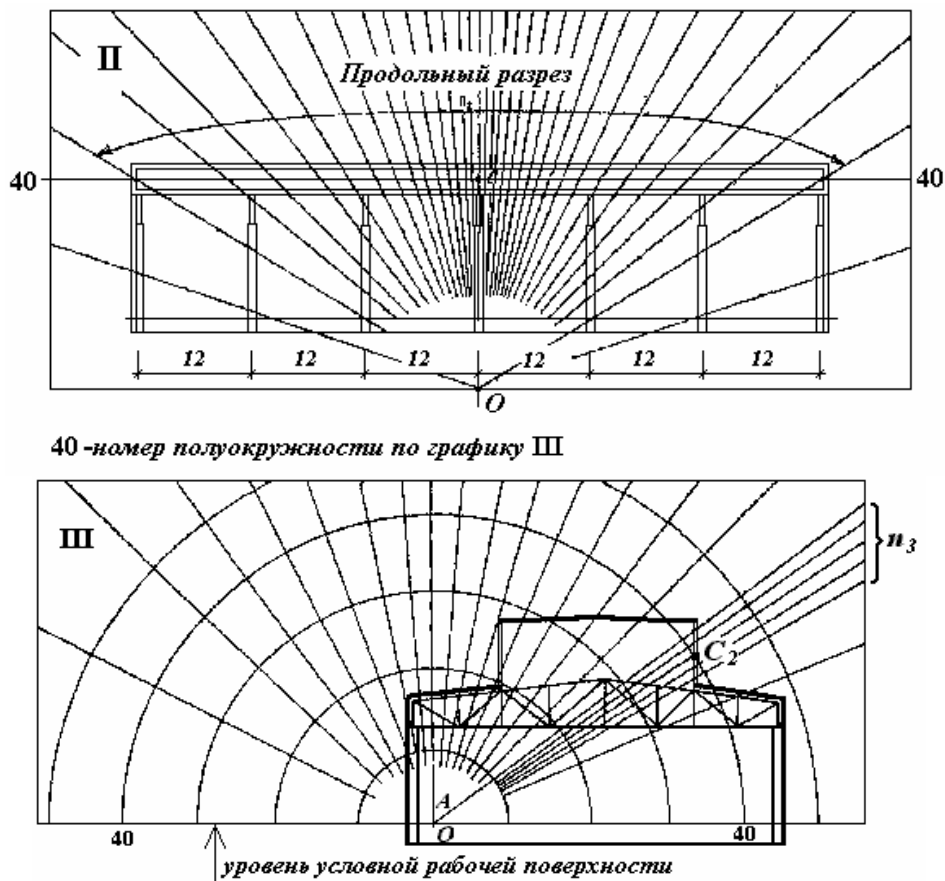 II
Продольный разрез
40
40
12 12 12 12 12 12
O
40 -номер полуокружности по графику III
III
n3
C2
A
O
40
40
уровень условной рабочей поверхности